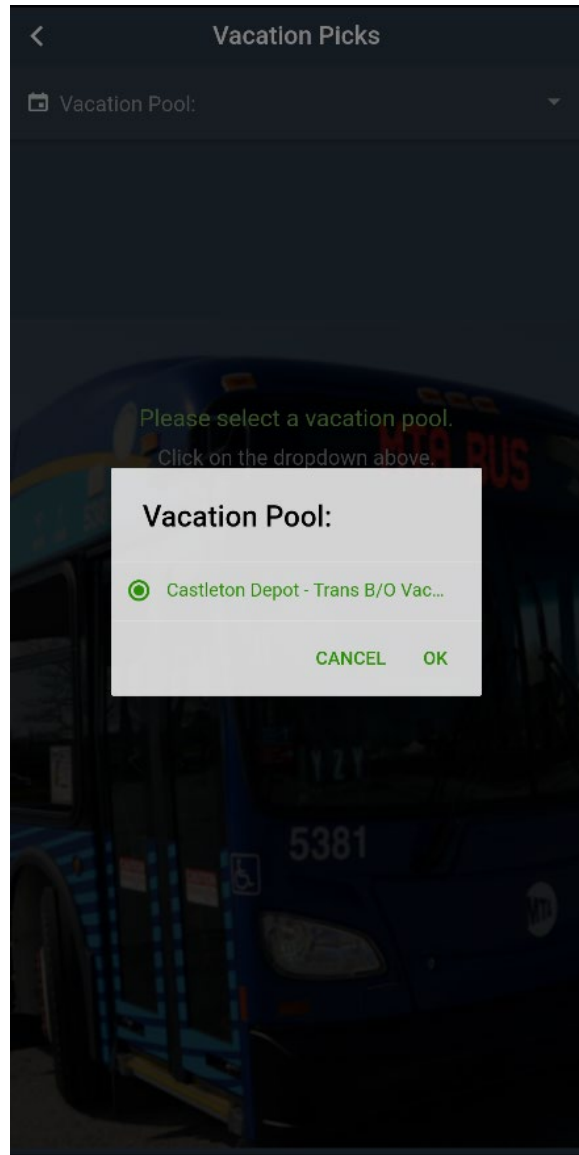 Vacation Picks
Vacation Pool:
Please select a vacation pool.
Click on the dropdown above.
MTA BUS
Vacation Pool:
Castleton Depot - Trans B/O Vac...
CANCEL OK
5381
MTA